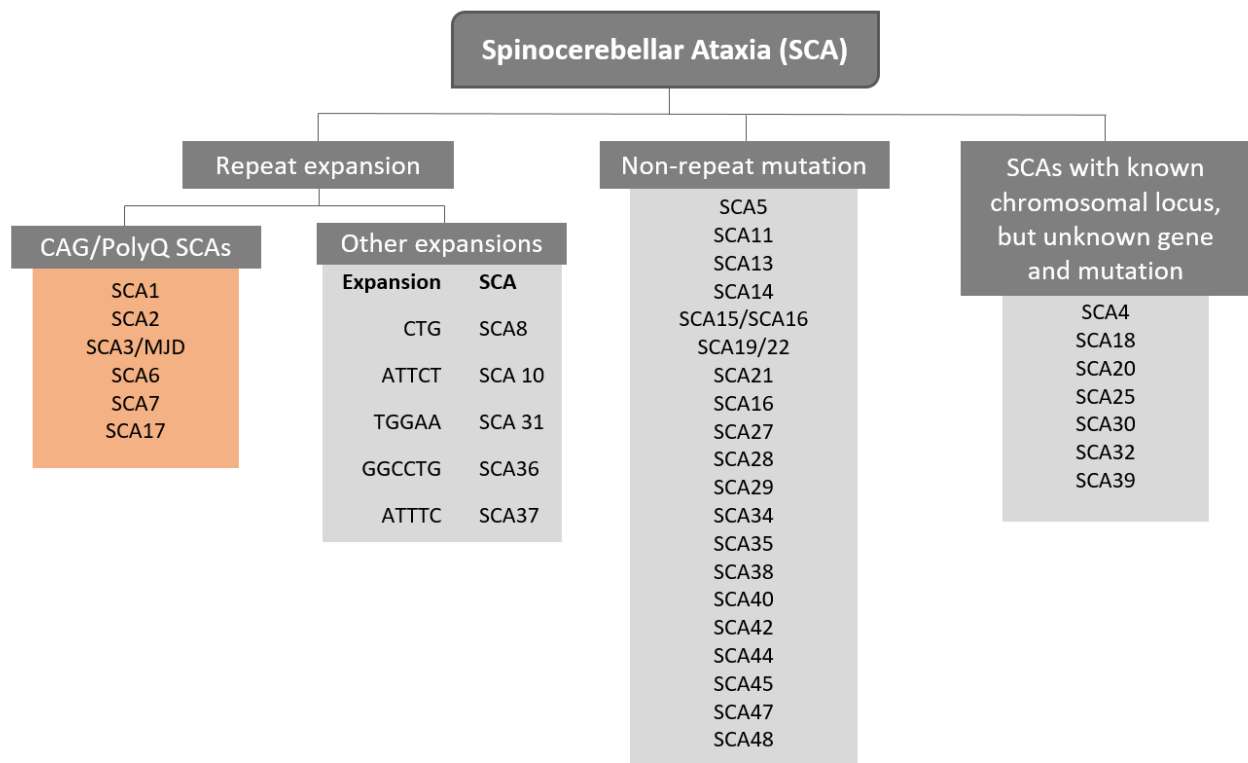 Spinocerebellar Ataxia (SCA)
Repeat expansion
CAG/PolyQ SCAs
SCA1
SCA2
SCA3/MJD
SCA6
SCA7
SCA17
Other expansions
Expansion SCA
CTG SCA8
ATTCT SCA 10
TGGAA SCA 31
GGCCTG SCA36
ATTTC SCA37
Non-repeat mutation
SCA5
SCA11
SCA13
SCA14
SCA15/SCA16
SCA19/22
SCA21
SCA16
SCA27
SCA28
SCA29
SCA34
SCA35
SCA38
SCA40
SCA42
SCA44
SCA45
SCA47
SCA48
SCAs with known
chromosomal locus,
but unknown gene
and mutation
SCA4
SCA18
SCA20
SCA25
SCA30
SCA32
SCA39